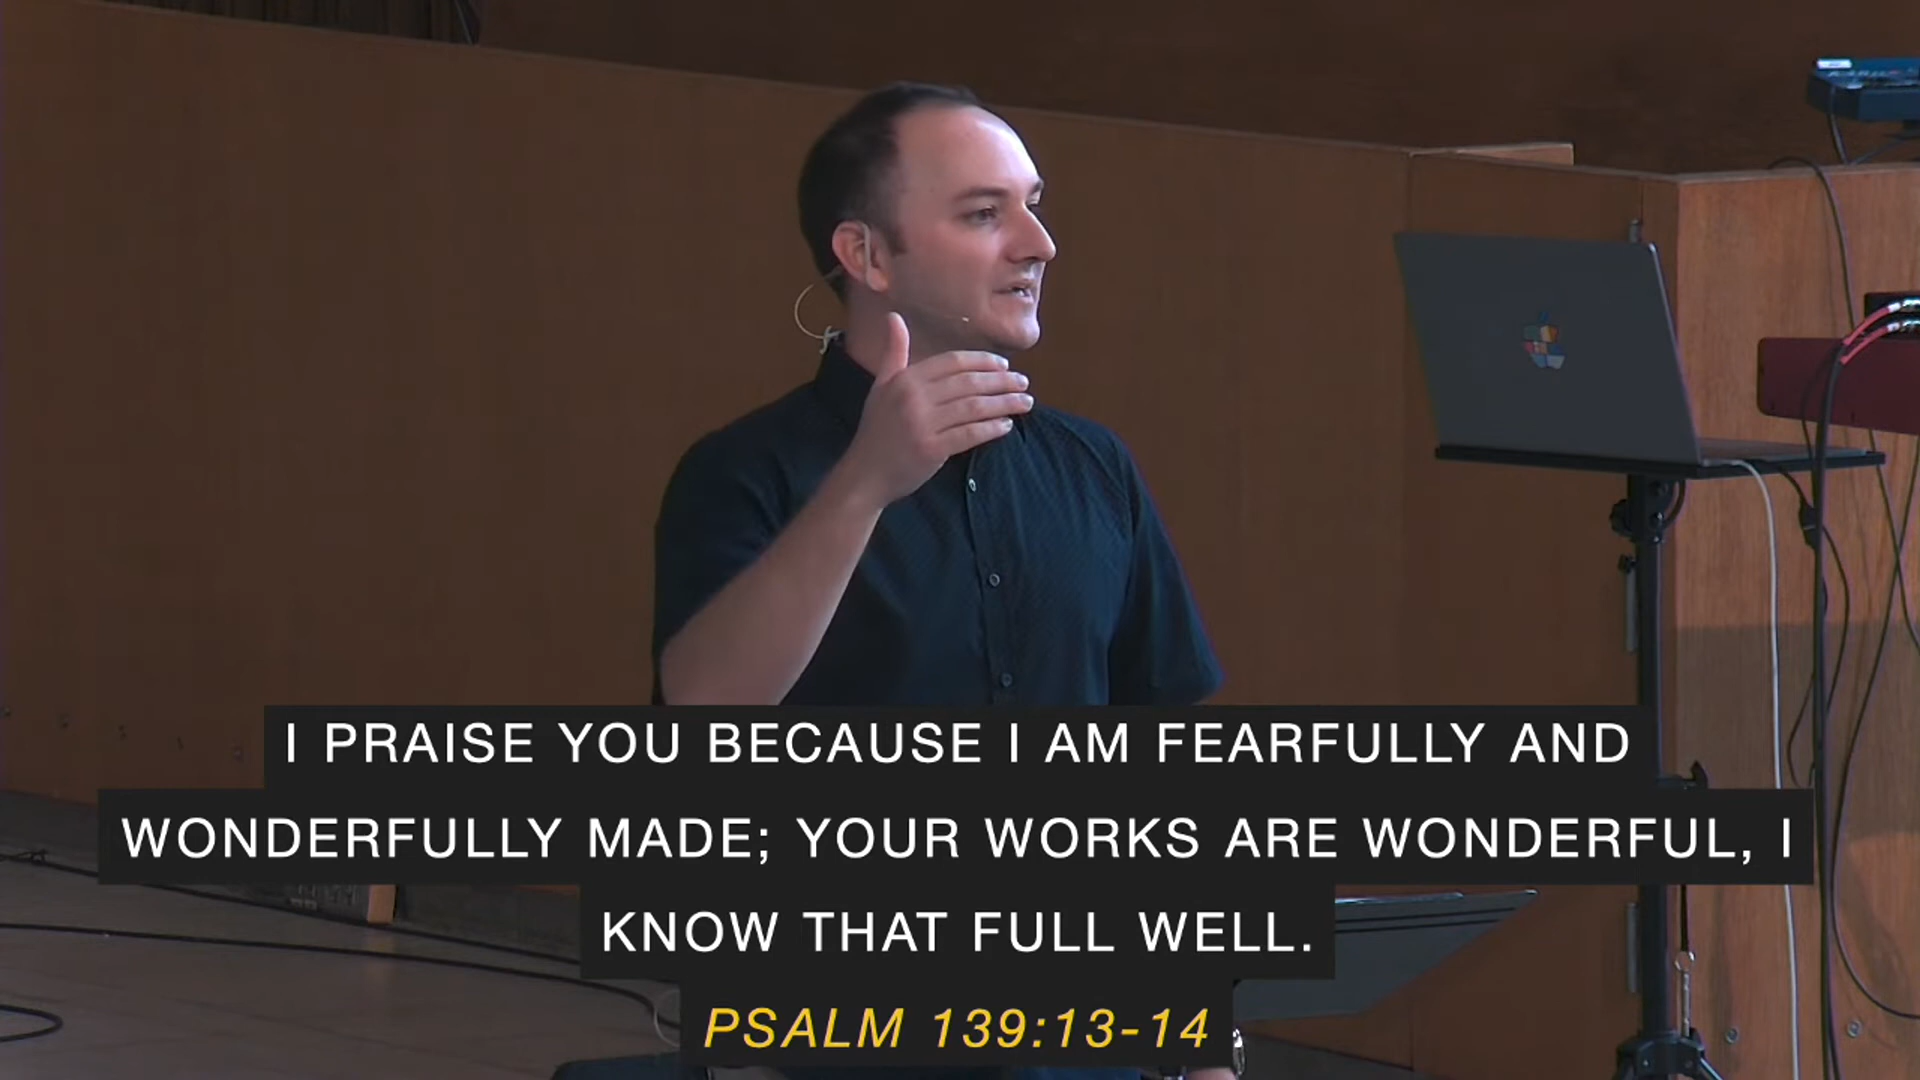 I PRAISE YOU BECAUSE I AM FEARFULLY AND
WONDERFULLY MADE; YOUR WORKS ARE WONDERFUL, I
KNOW THAT FULL WELL.
PSALM 139:13-14